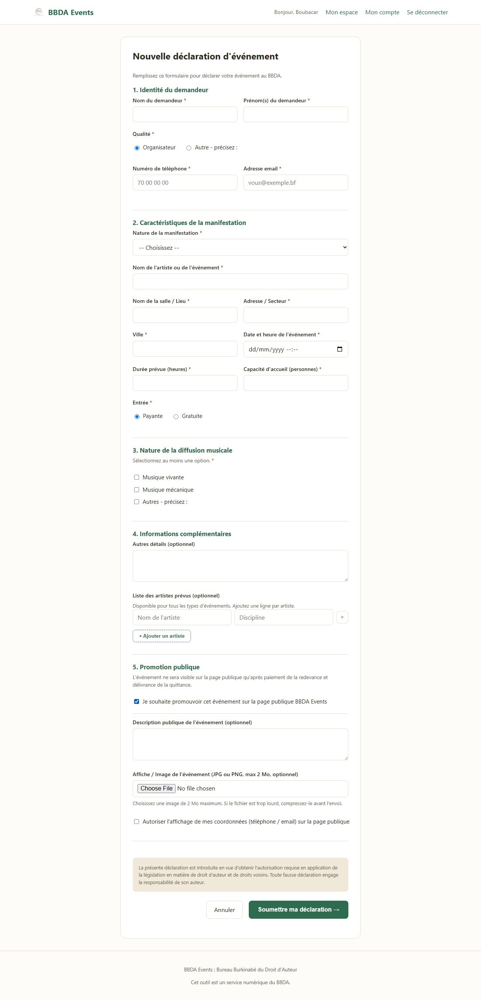 BBDA Events
Bonjour, Boubacar Mon espace Mon compte Se déconnecter
Nouvelle déclaration d'événement
Remplissez ce formulaire pour déclarer votre événement au BBDA.
1. Identité du demandeur
Nom du demandeur * Prénom(s) du demandeur *
Qualité *
Organisateur Autre - précisez :
Numéro de téléphone * Adresse email *
70 00 00 00 vous@exemple.bf
2. Caractéristiques de la manifestation
Nature de la manifestation *
-- Choisissez --
Nom de l'artiste ou de l'événement *
Nom de la salle / Lieu * Adresse / Secteur *
Ville * Date et heure de l'événement *
dd/mm/yyyy --:--
Durée prévue (heures) * Capacité d'accueil (personnes) *
Entrée *
Payante Gratuite
3. Nature de la diffusion musicale
Sélectionnez au moins une option. *
Musique vivante
Musique mécanique
Autres - précisez :
4. Informations complémentaires
Autres détails (optionnel)
Liste des artistes prévus (optionnel)
Disponible pour tous les types d'événements. Ajoutez une ligne par artiste.
Nom de l'artiste Discipline ×
+ Ajouter un artiste
5. Promotion publique
L'événement ne sera visible sur la page publique qu'après paiement de la redevance et
délivrance de la quittance.
Je souhaite promouvoir cet événement sur la page publique BBDA Events
Description publique de l'événement (optionnel)
Affiche / Image de l'événement (JPG ou PNG, max 2 Mo, optionnel)
Choose File No file chosen
Choisissez une image de 2 Mo maximum. Si le fichier est trop lourd, compressez-le avant l'envoi.
Autoriser l'affichage de mes coordonnées (téléphone / email) sur la page publique
La présente déclaration est introduite en vue d'obtenir l'autorisation requise en application de
la législation en matière de droit d'auteur et de droits voisins. Toute fausse déclaration engage
la responsabilité de son auteur.
Annuler Soumettre ma déclaration →
BBDA Events : Bureau Burkinabè du Droit d'Auteur
Cet outil est un service numérique du BBDA.